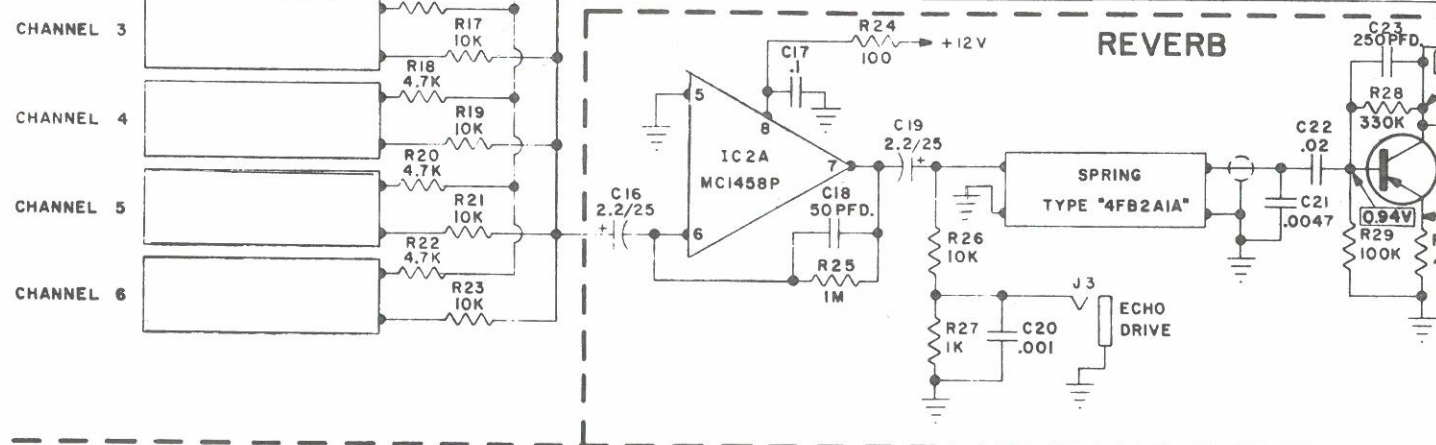 CHANNEL 3
R17
10K
R18
4.7K
CHANNEL 4
R19
10K
R20
4.7K
CHANNEL 5
R21
10K
R22
4.7K
CHANNEL 6
R23
10K
REVERB
R24
100
+12V
C17
.1
5
8
IC2A
MC1458P
7
6
C16
2.2/25
+
C18
50PFD.
R25
1M
C19
2.2/25
+
R26
10K
R27
1K
C20
.001
J3
ECHO
DRIVE
SPRING
TYPE "4FB2A1A"
C21
.0047
C22
.02
C23
250PFD.
R28
330K
0.94V
R29
100K